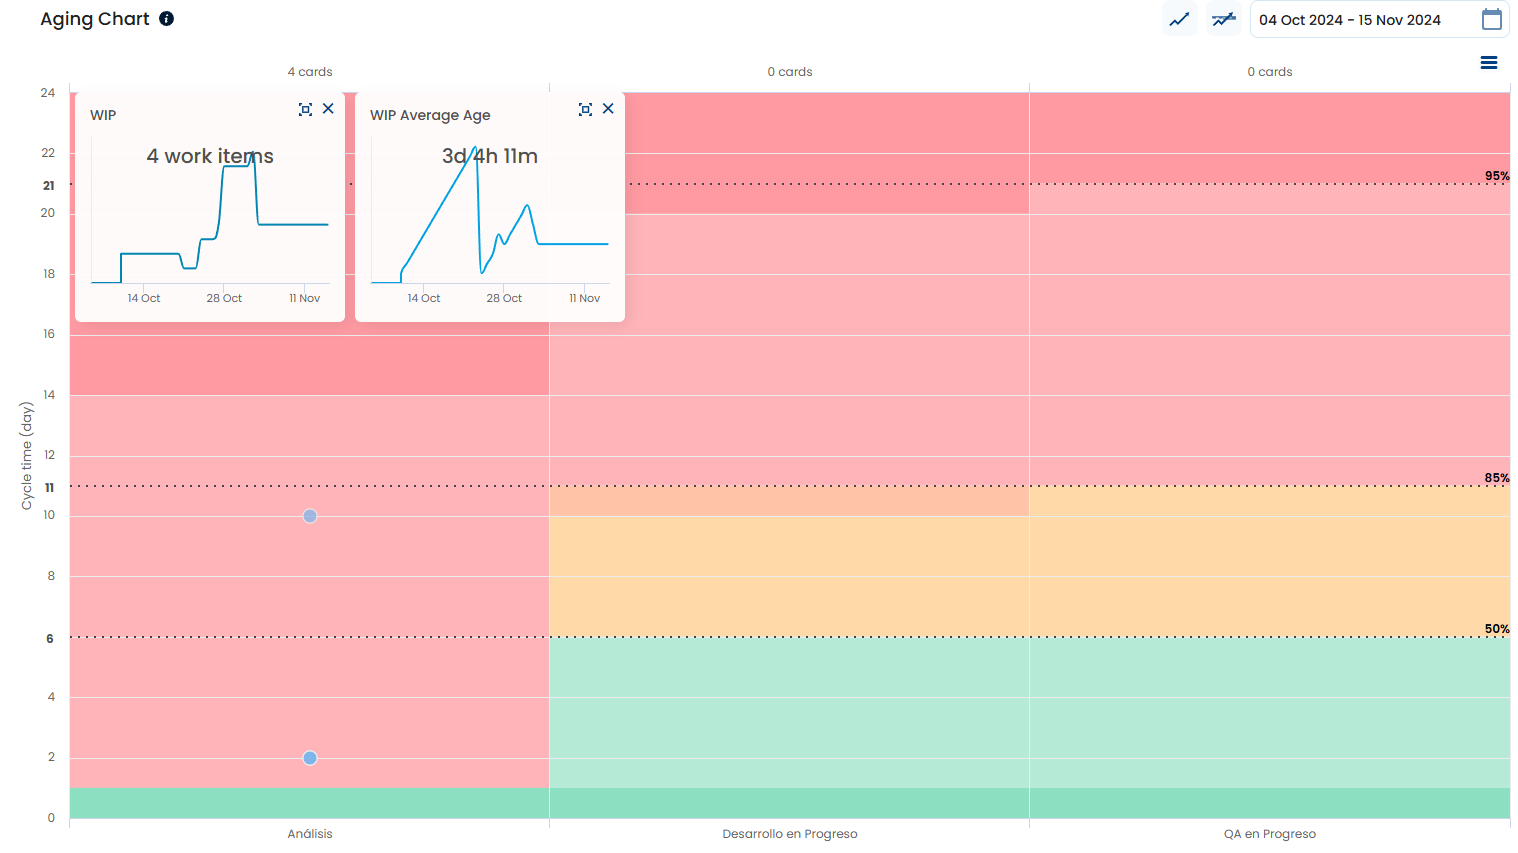 Aging Chart
04 Oct 2024 - 15 Nov 2024
4 cards
0 cards
0 cards
24
22
21
20
18
16
14
12
11
10
8
6
4
2
0
Cycle time (day)
WIP
4 work items
14 Oct
28 Oct
11 Nov
WIP Average Age
3d 4h 11m
14 Oct
28 Oct
11 Nov
95%
85%
50%
Análisis
Desarrollo en Progreso
QA en Progreso